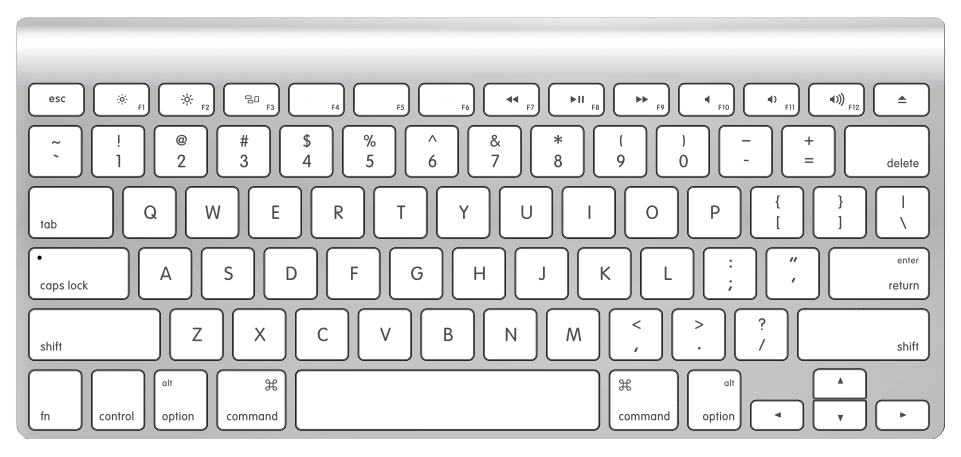 esc F1 F2 F3 F4 F5 F6 F7 F8 F9 F10 F11 F12
~ ! @ # $ % ^ & * ( ) – +
` 1 2 3 4 5 6 7 8 9 0 - = delete
tab Q W E R T Y U I O P { } |
[ ] \
caps lock A S D F G H J K L : " enter
; ' return
shift Z X C V B N M < > ? shift
, . /
alt ⌘ ⌘ alt
fn control option command command option